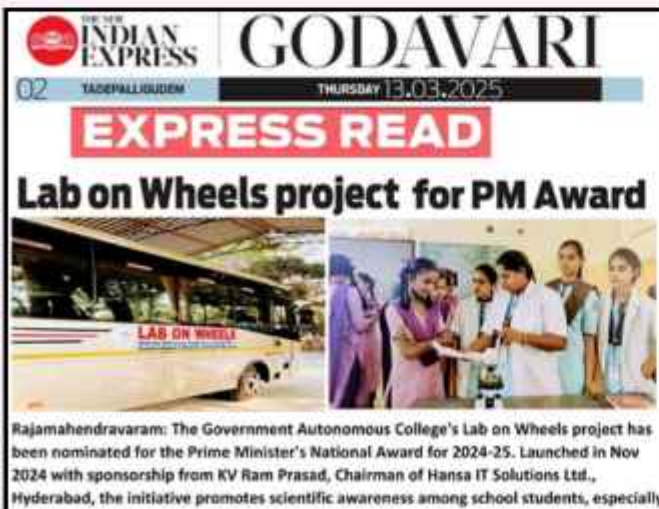 THE NEW
INDIAN
EXPRESS
GODAVARI
02 TADEPALLIGUDEM THURSDAY 13.03.2025
EXPRESS READ
Lab on Wheels project for PM Award
LAB ON WHEELS
Rajamahendravaram: The Government Autonomous College's Lab on Wheels project has
been nominated for the Prime Minister's National Award for 2024-25. Launched in Nov
2024 with sponsorship from KV Ram Prasad, Chairman of Hansa IT Solutions Ltd.,
Hyderabad, the initiative promotes scientific awareness among school students, especially